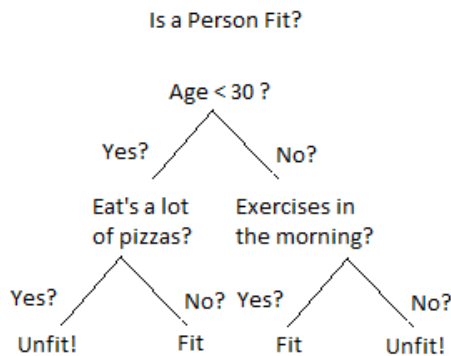 Is a Person Fit?
Age < 30 ?
Yes?
No?
Eat's a lot
of pizzas?
Exercises in
the morning?
Yes?
No?
Yes?
No?
Unfit!
Fit
Fit
Unfit!